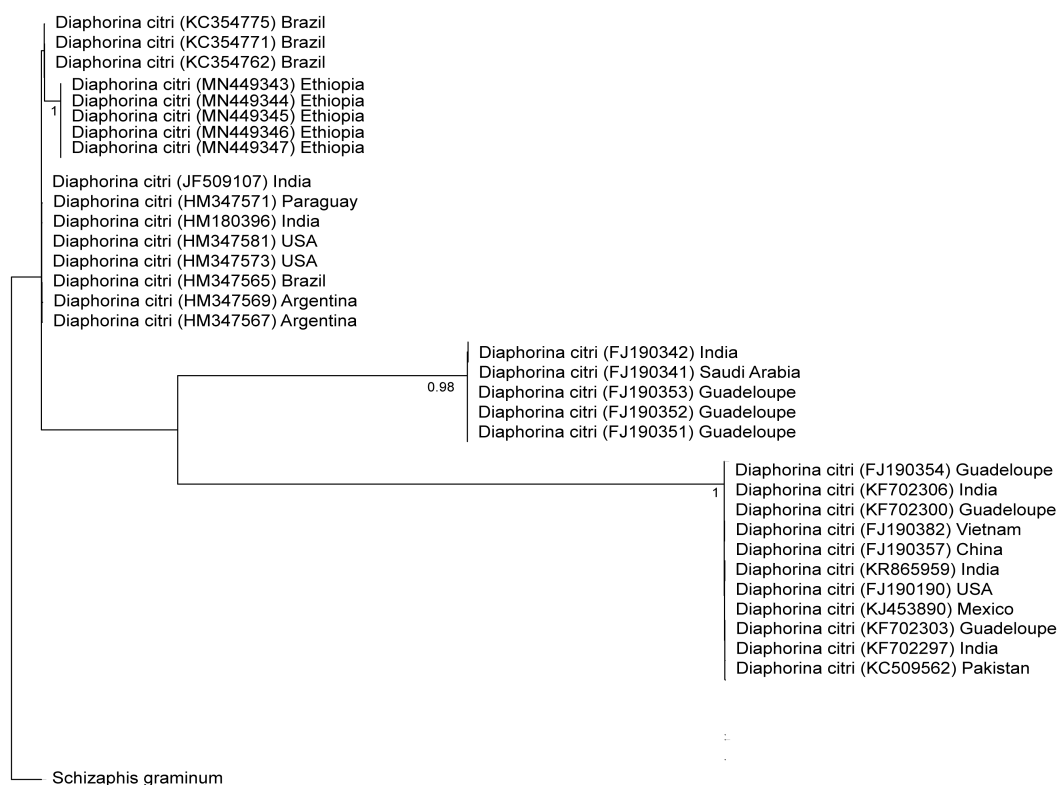 Diaphorina citri (KC354775) Brazil
Diaphorina citri (KC354771) Brazil
Diaphorina citri (KC354762) Brazil
Diaphorina citri (MN449343) Ethiopia
Diaphorina citri (MN449344) Ethiopia
1
Diaphorina citri (MN449345) Ethiopia
Diaphorina citri (MN449346) Ethiopia
Diaphorina citri (MN449347) Ethiopia
Diaphorina citri (JF509107) India
Diaphorina citri (HM347571) Paraguay
Diaphorina citri (HM180396) India
Diaphorina citri (HM347581) USA
Diaphorina citri (HM347573) USA
Diaphorina citri (HM347565) Brazil
Diaphorina citri (HM347569) Argentina
Diaphorina citri (HM347567) Argentina
Diaphorina citri (FJ190342) India
Diaphorina citri (FJ190341) Saudi Arabia
0.98
Diaphorina citri (FJ190353) Guadeloupe
Diaphorina citri (FJ190352) Guadeloupe
Diaphorina citri (FJ190351) Guadeloupe
Diaphorina citri (FJ190354) Guadeloupe
1
Diaphorina citri (KF702306) India
Diaphorina citri (KF702300) Guadeloupe
Diaphorina citri (FJ190382) Vietnam
Diaphorina citri (FJ190357) China
Diaphorina citri (KR865959) India
Diaphorina citri (FJ190190) USA
Diaphorina citri (KJ453890) Mexico
Diaphorina citri (KF702303) Guadeloupe
Diaphorina citri (KF702297) India
Diaphorina citri (KC509562) Pakistan
Schizaphis graminum